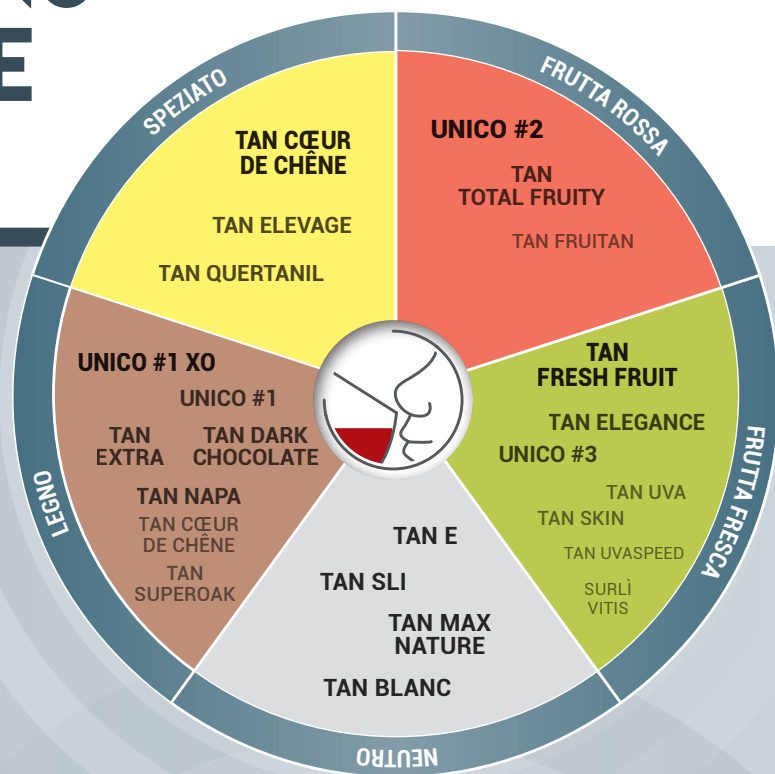 SPEZIATO
TAN CŒUR
DE CHÊNE
TAN ELEVAGE
TAN QUERTANIL
FRUTTA ROSSA
UNICO #2
TAN
TOTAL FRUITY
TAN FRUITAN
FRUTTA FRESCA
TAN
FRESH FRUIT
TAN ELEGANCE
UNICO #3
TAN UVA
TAN SKIN
TAN UVASPEED
SURLÌ
VITIS
NEUTRO
TAN E
TAN SLI
TAN MAX
NATURE
TAN BLANC
LEGNO
UNICO #1 XO
UNICO #1
TAN
EXTRA
TAN DARK
CHOCOLATE
TAN NAPA
TAN CŒUR
DE CHÊNE
TAN
SUPEROAK